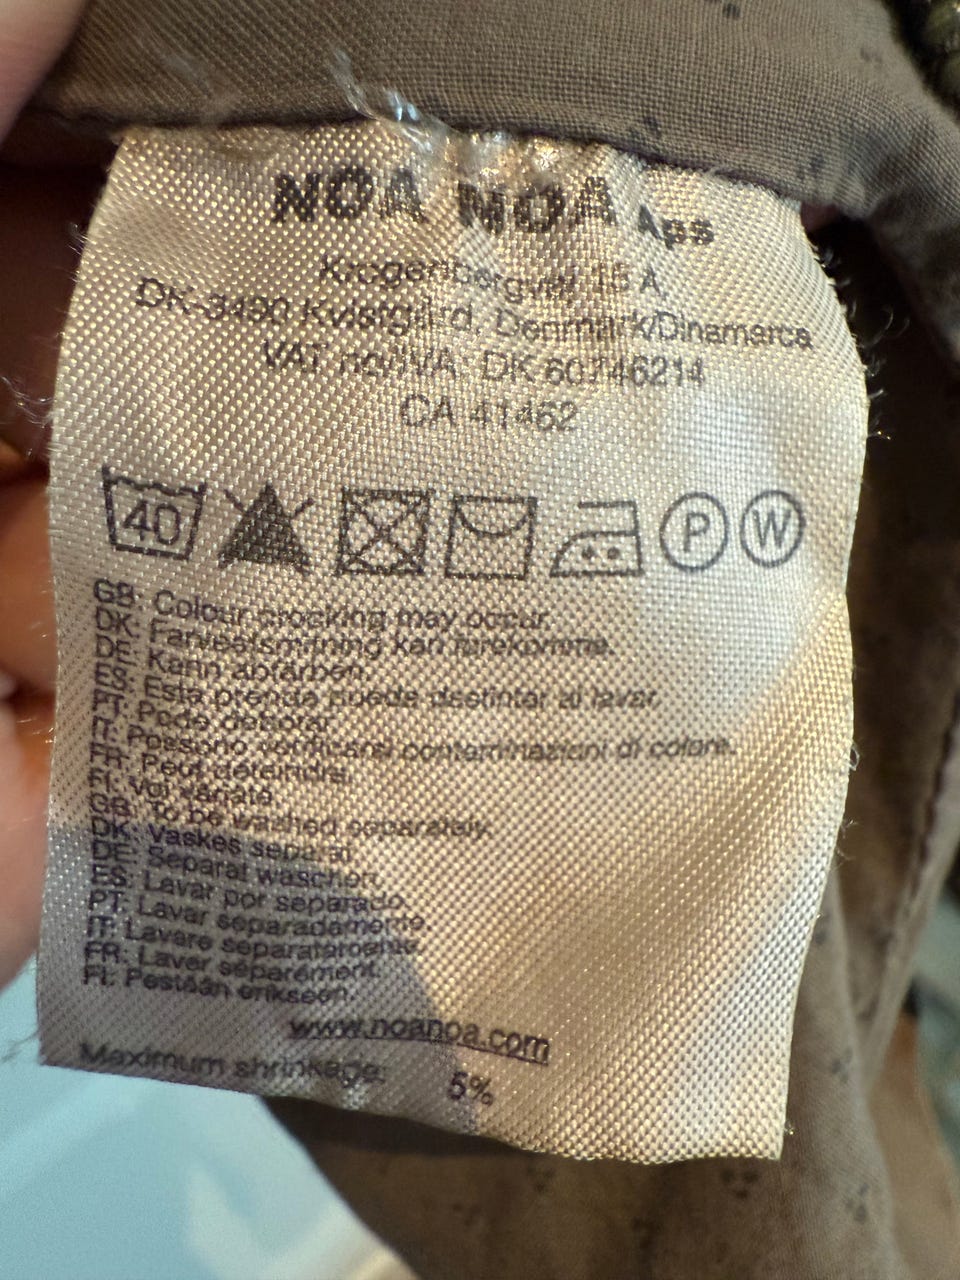 NOA NOA Aps
Krogenbergvej 15 A,
DK-3490 Kvistgård, Denmark/Dinamarca
VAT no/IVA: DK 60746214
CA 41462
40 P W
GB: Colour crocking may occur.
DK: Farveafsmitning kan forekomme.
DE: Kann abfärben.
ES: Esta prenda puede destintar al lavar.
PT: Pode debotar.
IT: Possono verificarsi contaminazioni di colore.
FR: Peut déteindre.
FI: Voi värjätä.
GB: To be washed separately.
DK: Vaskes separat
DE: Separat waschen.
ES: Lavar por separado.
PT: Lavar separadamente
IT: Lavare separatamente
FR: Laver séparément.
FI: Pestään erikseen.
www.noanoa.com
Maximum shrinkage: 5%